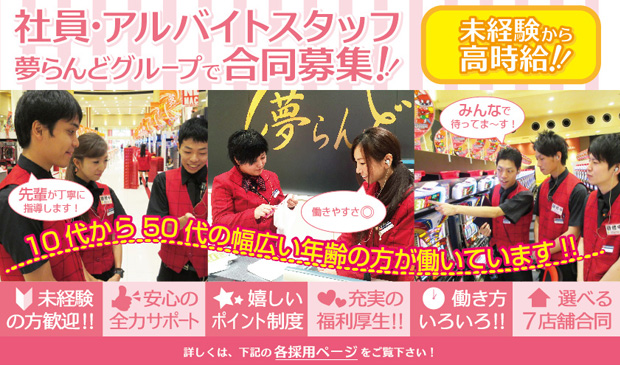 社員・アルバイトスタッフ
夢らんどグループで合同募集!!
未経験から
高時給!!
夢らんど
みんなで
待ってま〜す!
先輩が丁寧に
指導します!
働きやすさ◎
10代から50代の幅広い年齢の方が働いています!!
未経験
の方歓迎!!
安心の
全力サポート
嬉しい
ポイント制度
充実の
福利厚生!!
働き方
いろいろ!!
選べる
7店舗合同
詳しくは、下記の各採用ページをご覧下さい!